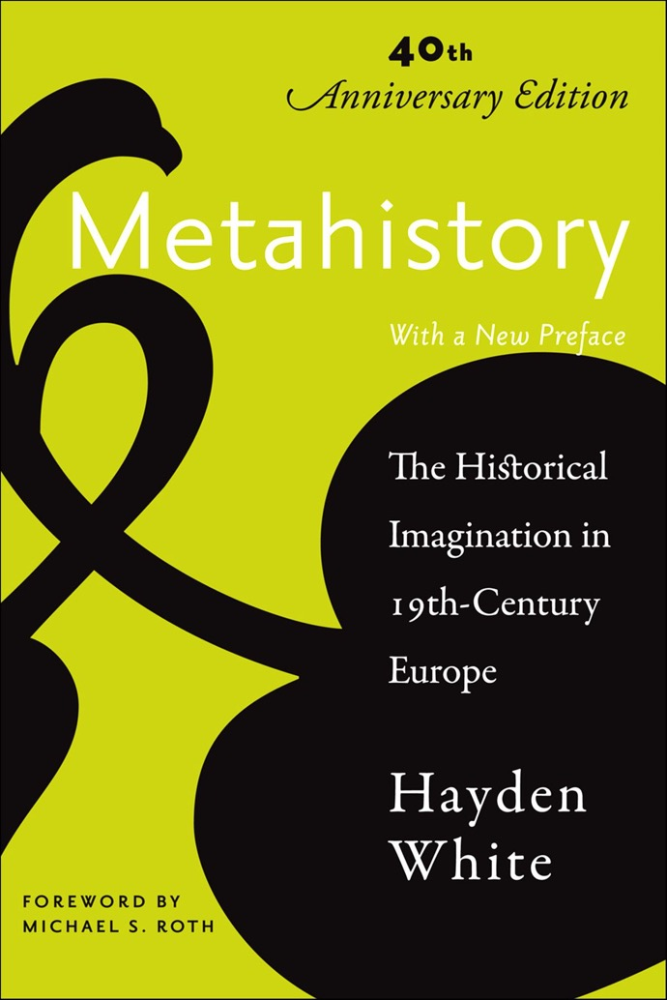 40th
Anniversary Edition
Metahistory
With a New Preface
The Historical
Imagination in
19th-Century
Europe
Hayden
White
FOREWORD BY
MICHAEL S. ROTH